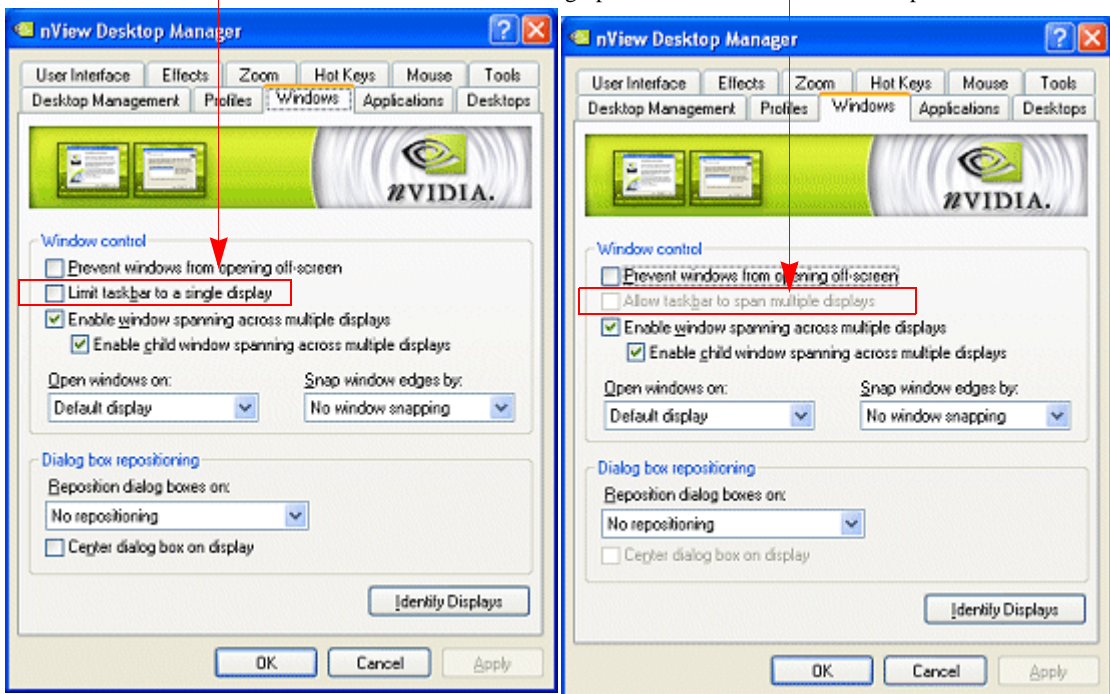 nView Desktop Manager
User Interface Effects Zoom Hot Keys Mouse Tools
Desktop Management Profiles Windows Applications Desktops
nVIDIA.
Window control
Prevent windows from opening off-screen
Limit taskbar to a single display
Enable window spanning across multiple displays
Enable child window spanning across multiple displays
Open windows on: Snap window edges by:
Default display No window snapping
Dialog box repositioning
Reposition dialog boxes on:
No repositioning
Center dialog box on display
Identify Displays
OK Cancel Apply
nView Desktop Manager
User Interface Effects Zoom Hot Keys Mouse Tools
Desktop Management Profiles Windows Applications Desktops
nVIDIA.
Window control
Prevent windows from opening off-screen
Allow taskbar to span multiple displays
Enable window spanning across multiple displays
Enable child window spanning across multiple displays
Open windows on: Snap window edges by:
Default display No window snapping
Dialog box repositioning
Reposition dialog boxes on:
No repositioning
Center dialog box on display
Identify Displays
OK Cancel Apply